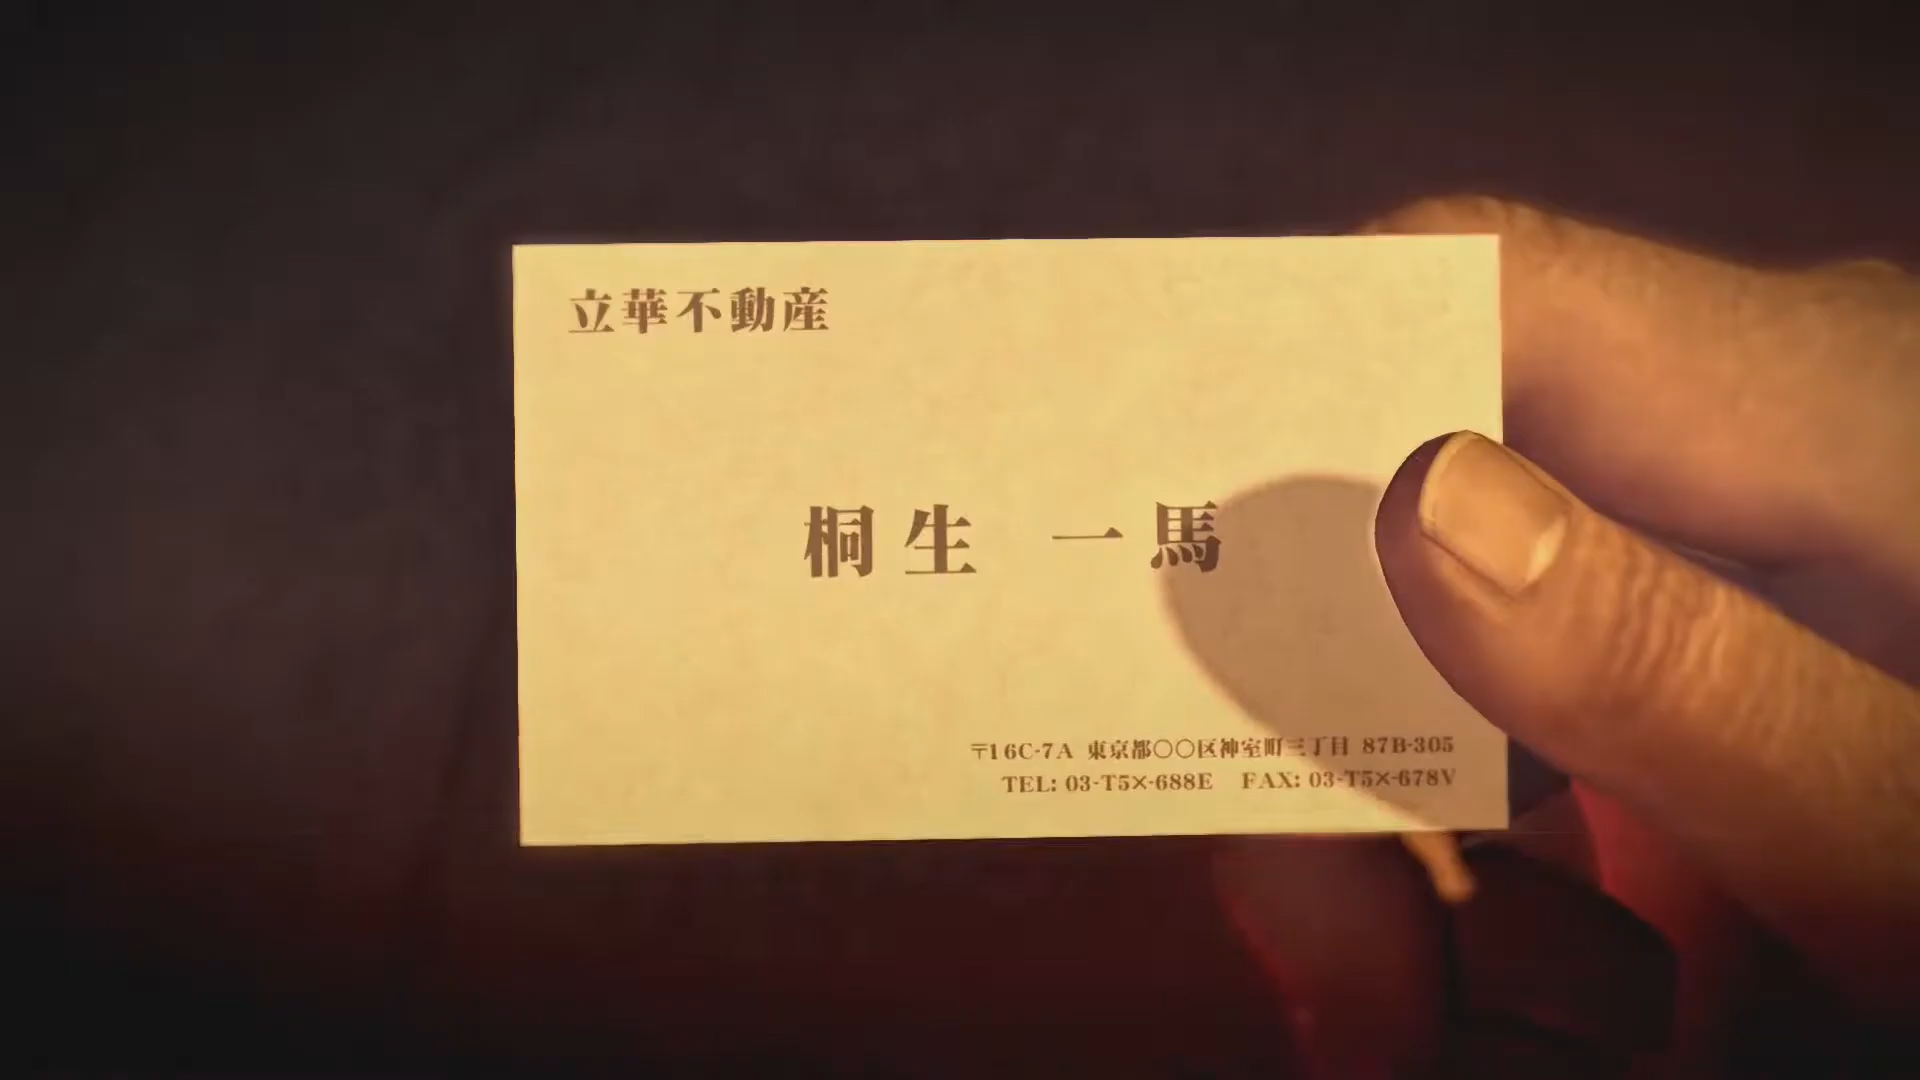 立華不動産
桐生 一馬
〒16C-7A 東京都〇〇区神室町三丁目 87B-305
TEL: 03-T5×-688E FAX: 03-T5×-678V